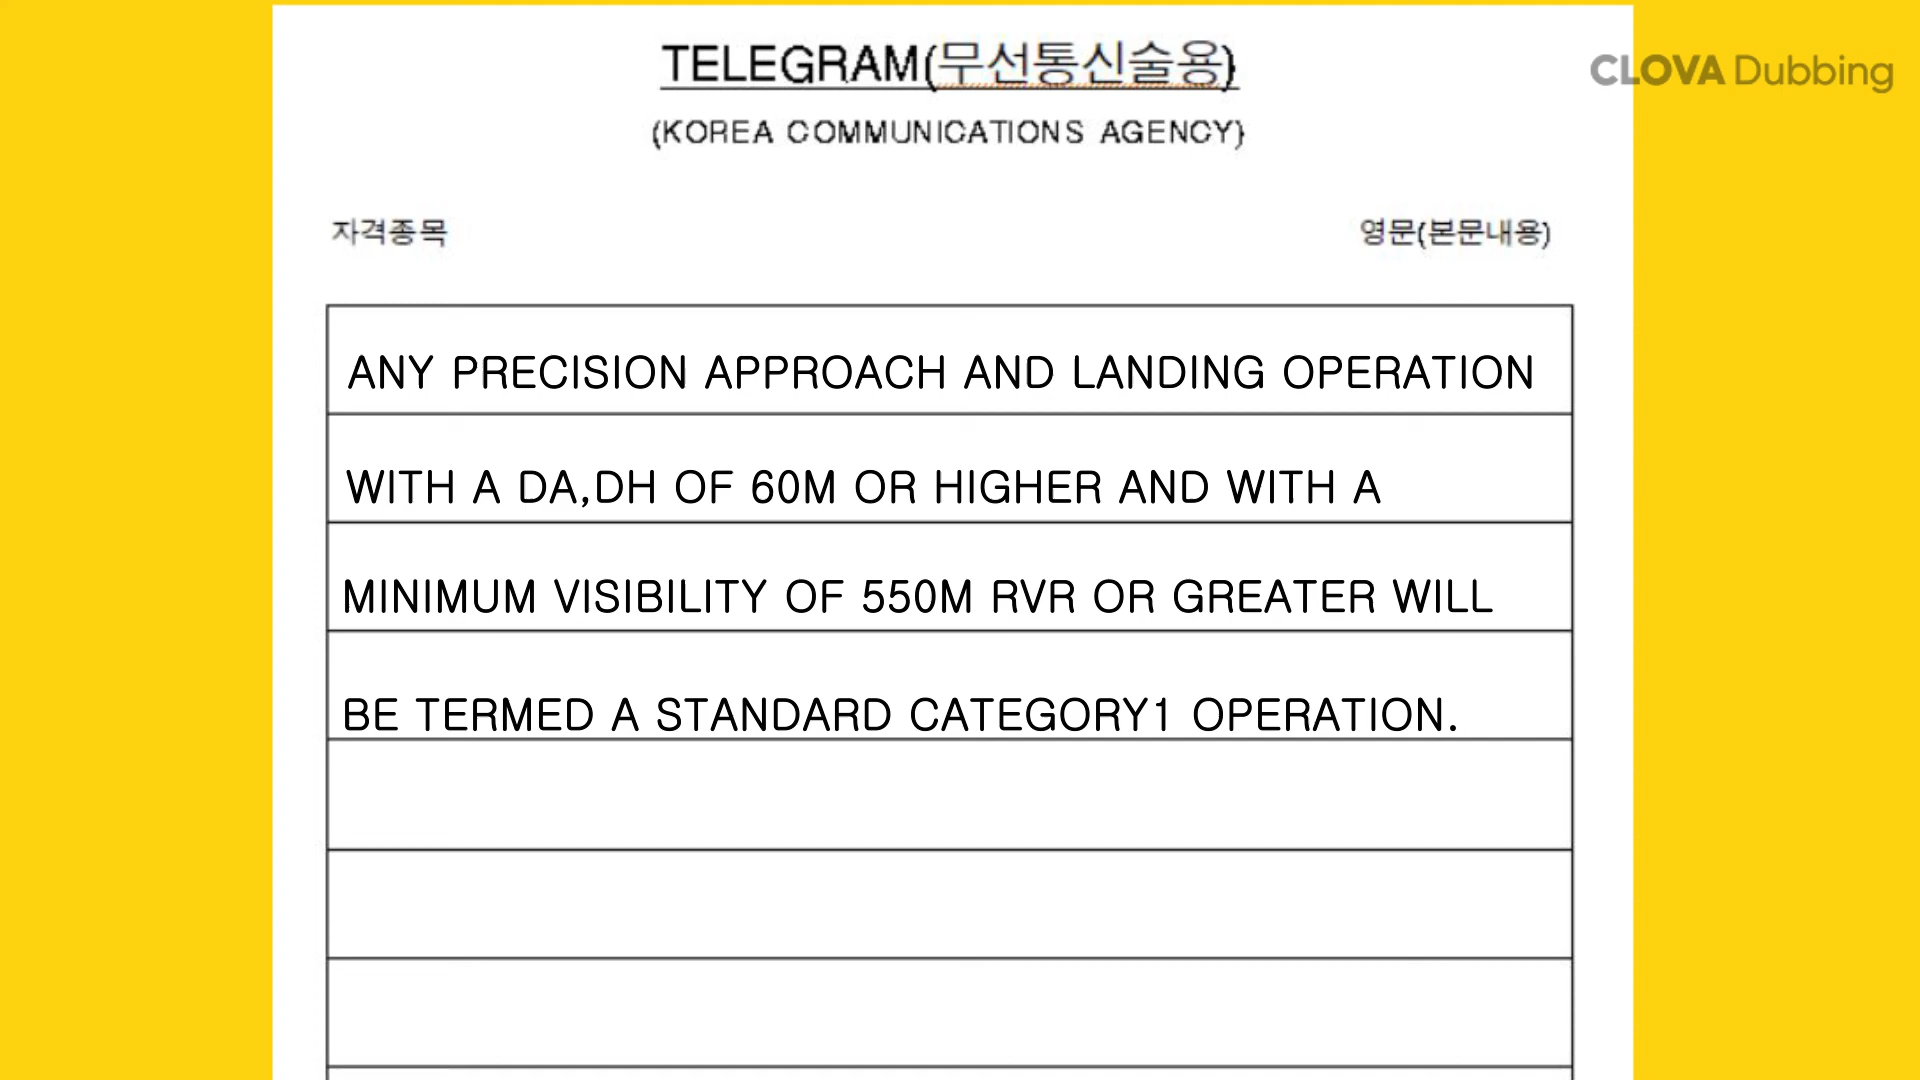 TELEGRAM(무선통신술용)
CLOVA Dubbing
(KOREA COMMUNICATIONS AGENCY)
자격종목
영문(본문내용)
ANY PRECISION APPROACH AND LANDING OPERATION
WITH A DA,DH OF 60M OR HIGHER AND WITH A
MINIMUM VISIBILITY OF 550M RVR OR GREATER WILL
BE TERMED A STANDARD CATEGORY1 OPERATION.